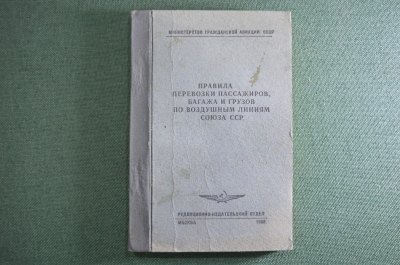 МИНИСТЕРСТВО ГРАЖДАНСКОЙ АВИАЦИИ СССР
ПРАВИЛА
ПЕРЕВОЗКИ ПАССАЖИРОВ,
БАГАЖА И ГРУЗОВ
ПО ВОЗДУШНЫМ ЛИНИЯМ
СОЮЗА ССР
РЕДАКЦИОННО-ИЗДАТЕЛЬСКИЙ ОТДЕЛ
МОСКВА